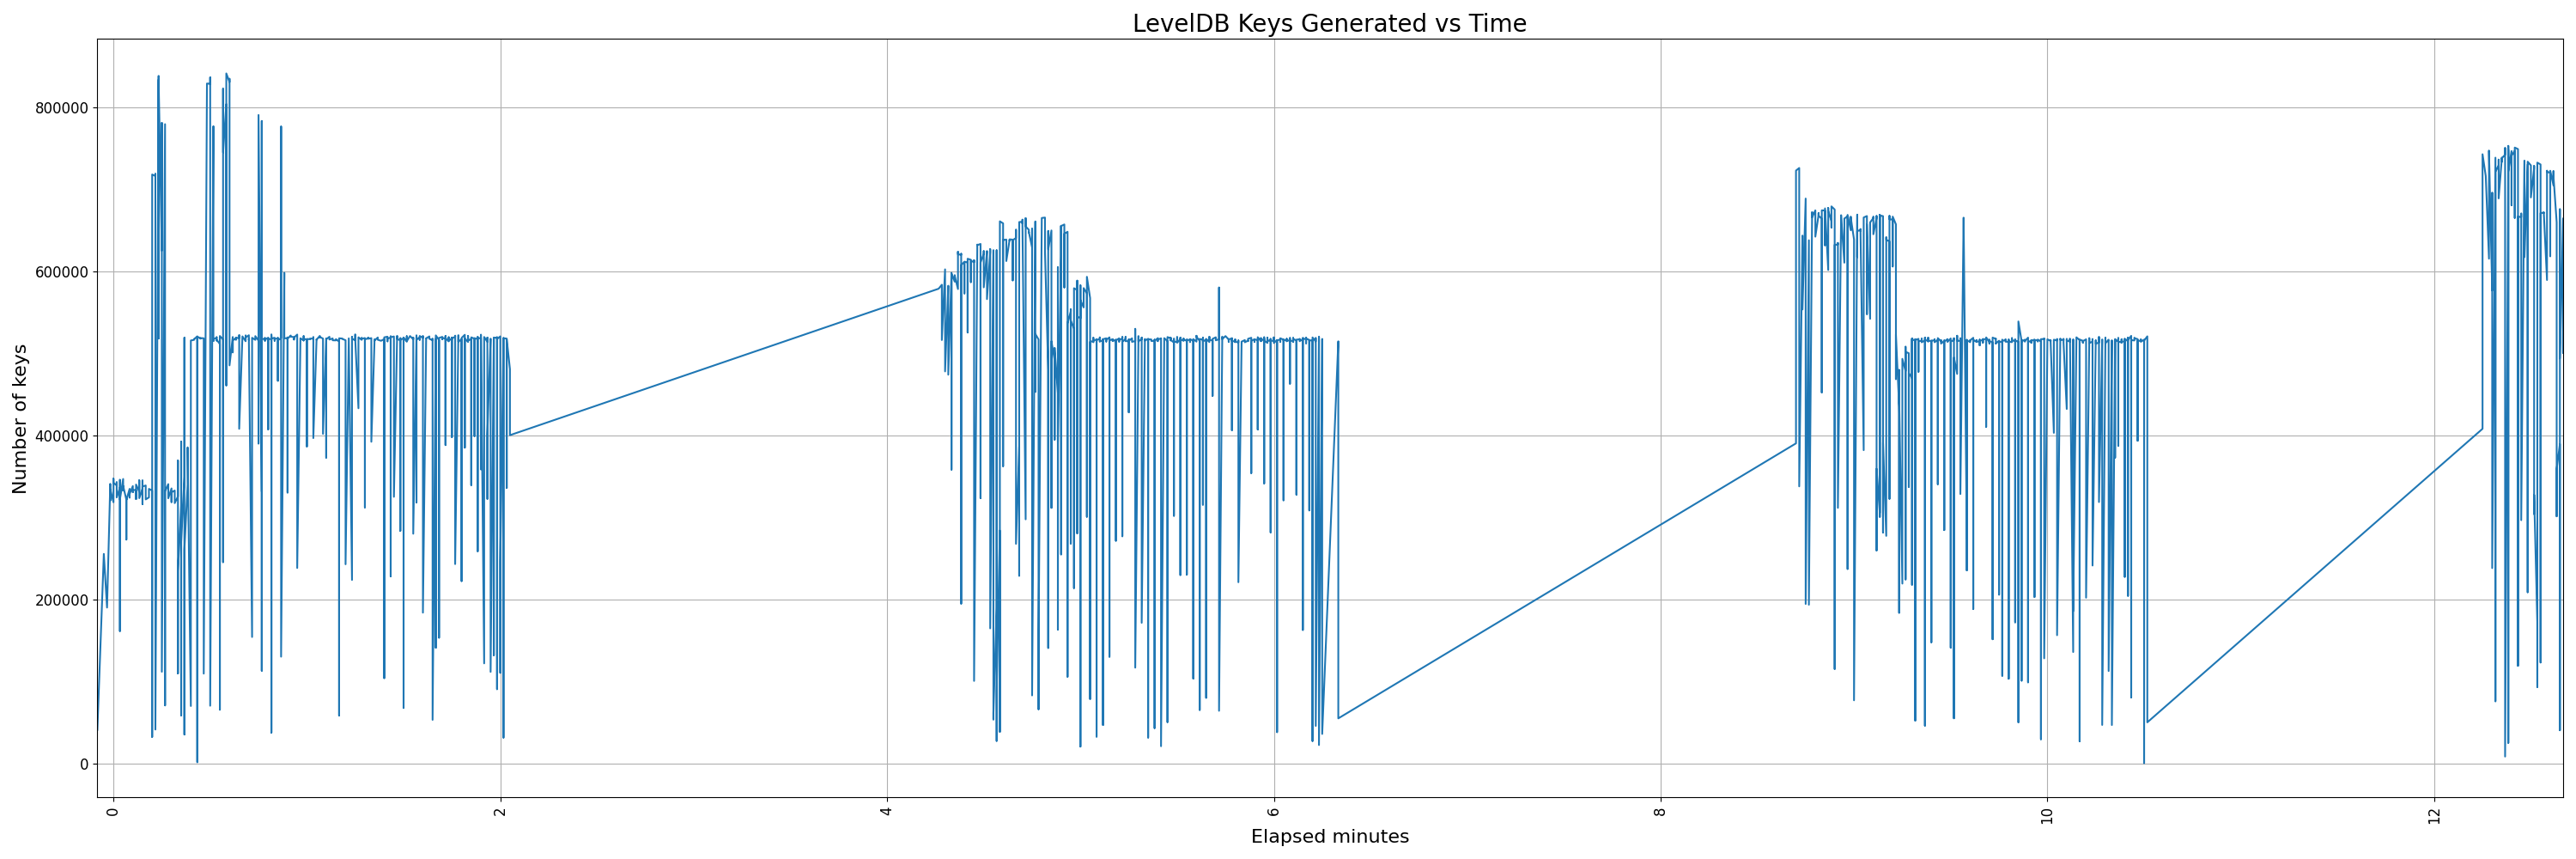 LevelDB Keys Generated vs Time
Number of keys
800000
600000
400000
200000
0
0 2 4 6 8 10 12
Elapsed minutes